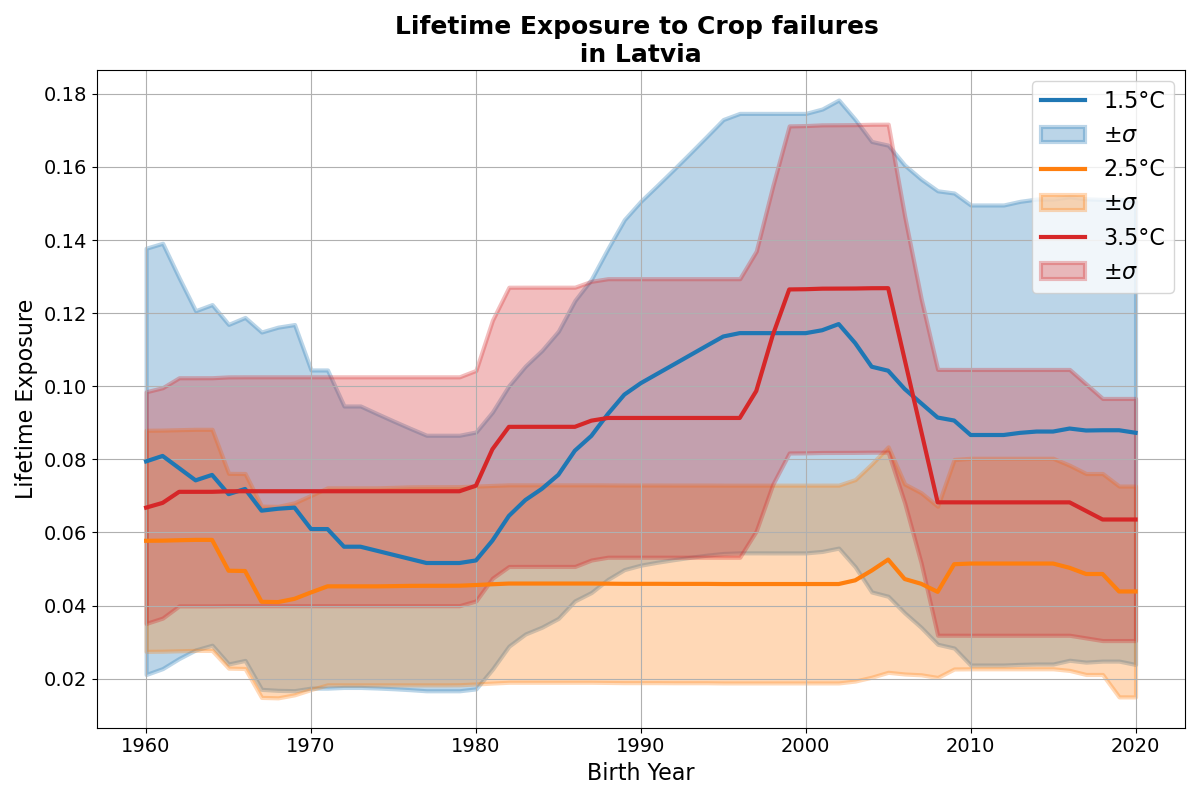 Lifetime Exposure to Crop failures
in Latvia
Lifetime Exposure
0.18
0.16
0.14
0.12
0.10
0.08
0.06
0.04
0.02
1960
1970
1980
1990
2000
2010
2020
Birth Year
1.5°C
±σ
2.5°C
±σ
3.5°C
±σ